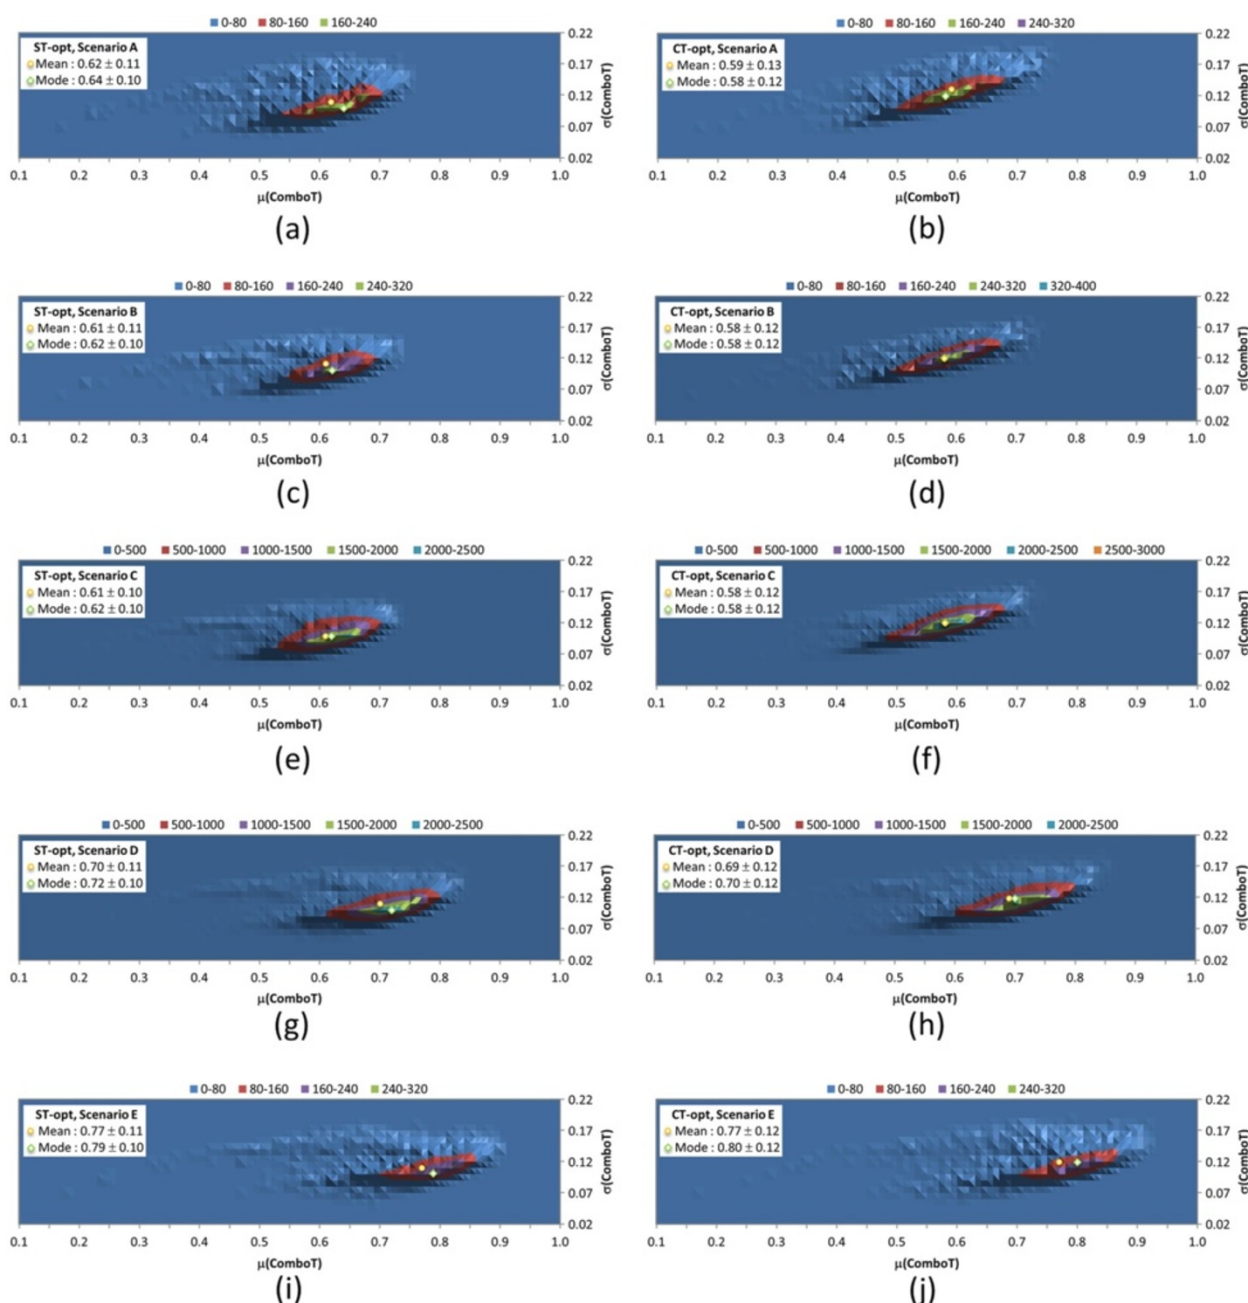 0-80 80-160 160-240
ST-opt, Scenario A
Mean : 0.62 ± 0.11
Mode : 0.64 ± 0.10
0.22
0.17
0.12
0.07
0.02
σ(ComboT)
0.1 0.2 0.3 0.4 0.5 0.6 0.7 0.8 0.9 1.0
μ(ComboT)
(a)
0-80 80-160 160-240 240-320
CT-opt, Scenario A
Mean : 0.59 ± 0.13
Mode : 0.58 ± 0.12
0.22
0.17
0.12
0.07
0.02
σ(ComboT)
0.1 0.2 0.3 0.4 0.5 0.6 0.7 0.8 0.9 1.0
μ(ComboT)
(b)
0-80 80-160 160-240 240-320
ST-opt, Scenario B
Mean : 0.61 ± 0.11
Mode : 0.62 ± 0.10
0.22
0.17
0.12
0.07
0.02
σ(ComboT)
0.1 0.2 0.3 0.4 0.5 0.6 0.7 0.8 0.9 1.0
μ(ComboT)
(c)
0-80 80-160 160-240 240-320 320-400
CT-opt, Scenario B
Mean : 0.58 ± 0.12
Mode : 0.58 ± 0.12
0.22
0.17
0.12
0.07
0.02
σ(ComboT)
0.1 0.2 0.3 0.4 0.5 0.6 0.7 0.8 0.9 1.0
μ(ComboT)
(d)
0-500 500-1000 1000-1500 1500-2000 2000-2500
ST-opt, Scenario C
Mean : 0.61 ± 0.10
Mode : 0.62 ± 0.10
0.22
0.17
0.12
0.07
0.02
σ(ComboT)
0.1 0.2 0.3 0.4 0.5 0.6 0.7 0.8 0.9 1.0
μ(ComboT)
(e)
0-500 500-1000 1000-1500 1500-2000 2000-2500 2500-3000
CT-opt, Scenario C
Mean : 0.58 ± 0.12
Mode : 0.58 ± 0.12
0.22
0.17
0.12
0.07
0.02
σ(ComboT)
0.1 0.2 0.3 0.4 0.5 0.6 0.7 0.8 0.9 1.0
μ(ComboT)
(f)
0-500 500-1000 1000-1500 1500-2000 2000-2500
ST-opt, Scenario D
Mean : 0.70 ± 0.11
Mode : 0.72 ± 0.10
0.22
0.17
0.12
0.07
0.02
σ(ComboT)
0.1 0.2 0.3 0.4 0.5 0.6 0.7 0.8 0.9 1.0
μ(ComboT)
(g)
0-500 500-1000 1000-1500 1500-2000 2000-2500
CT-opt, Scenario D
Mean : 0.69 ± 0.12
Mode : 0.70 ± 0.12
0.22
0.17
0.12
0.07
0.02
σ(ComboT)
0.1 0.2 0.3 0.4 0.5 0.6 0.7 0.8 0.9 1.0
μ(ComboT)
(h)
0-80 80-160 160-240 240-320
ST-opt, Scenario E
Mean : 0.77 ± 0.11
Mode : 0.79 ± 0.10
0.22
0.17
0.12
0.07
0.02
σ(ComboT)
0.1 0.2 0.3 0.4 0.5 0.6 0.7 0.8 0.9 1.0
μ(ComboT)
(i)
0-80 80-160 160-240 240-320
CT-opt, Scenario E
Mean : 0.77 ± 0.12
Mode : 0.80 ± 0.12
0.22
0.17
0.12
0.07
0.02
σ(ComboT)
0.1 0.2 0.3 0.4 0.5 0.6 0.7 0.8 0.9 1.0
μ(ComboT)
(j)